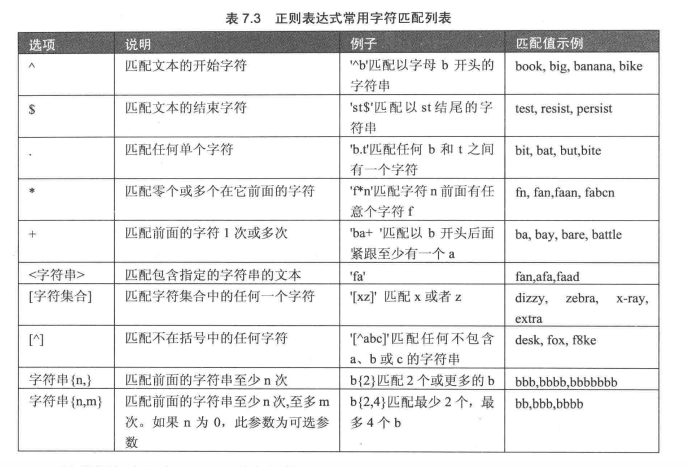 表 7.3 正则表达式常用字符匹配列表
选项 说明 例子 匹配值示例
^ 匹配文本的开始字符 '^b'匹配以字母 b 开头的 book, big, banana, bike
字符串
$ 匹配文本的结束字符 'st$'匹配以 st 结尾的字 test, resist, persist
符串
. 匹配任何单个字符 'b.t'匹配任何 b 和 t 之间 bit, bat, but,bite
有一个字符
* 匹配零个或多个在它前面的字符 'f*n'匹配字符 n 前面有任 fn, fan,faan, fabcn
意个字符 f
+ 匹配前面的字符 1 次或多次 'ba+ '匹配以 b 开头后面 ba, bay, bare, battle
紧跟至少有一个 a
<字符串> 匹配包含指定的字符串的文本 'fa' fan,afa,faad
[字符集合] 匹配字符集合中的任何一个字符 '[xz]' 匹配 x 或者 z dizzy, zebra, x-ray,
extra
[^] 匹配不在括号中的任何字符 '[^abc]'匹配任何不包含 desk, fox, f8ke
a、b 或 c 的字符串
字符串{n,} 匹配前面的字符串至少 n 次 b{2}匹配 2 个或更多的 b bbb,bbbb,bbbbbbb
字符串{n,m} 匹配前面的字符串至少 n 次,至多 m b{2,4}匹配最少 2 个，最 bb,bbb,bbbb
次。如果 n 为 0，此参数为可选参 多 4 个 b
数